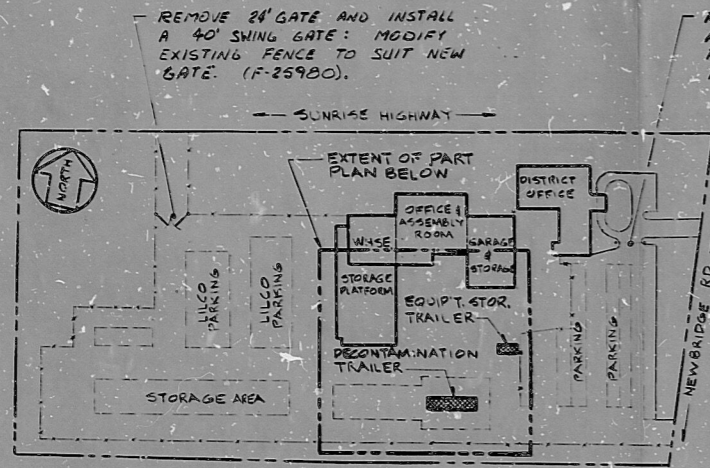 REMOVE 24' GATE AND INSTALL
A 40' SWING GATE: MODIFY
EXISTING FENCE TO SUIT NEW
GATE. (F-25980).
SUNRISE HIGHWAY
NORTH
EXTENT OF PART
PLAN BELOW
DISTRICT
OFFICE
OFFICE &
ASSEMBLY
ROOM
WHSE
GARAGE
&
STORAGE
STORAGE
PLATFORM
LILCO
PARKING
LILCO
PARKING
EQUIP'T. STOR.
TRAILER
DECONTAMINATION
TRAILER
STORAGE AREA
PARKING
PARKING
NEWBRIDGE RD